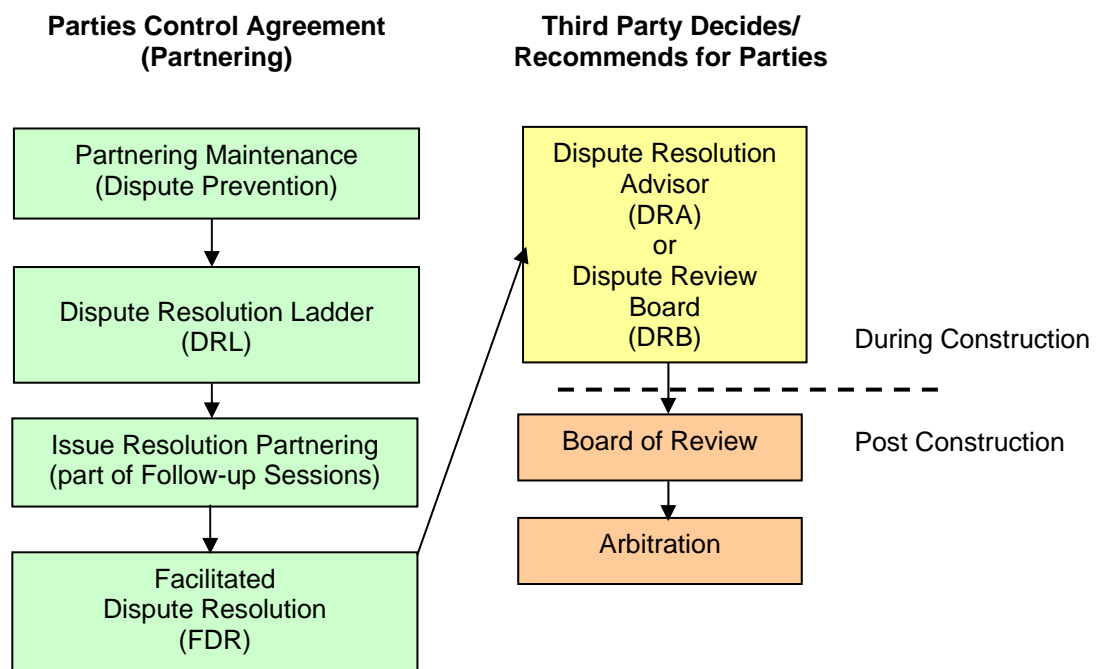 Parties Control Agreement
(Partnering)
Partnering Maintenance
(Dispute Prevention)
Dispute Resolution Ladder
(DRL)
Issue Resolution Partnering
(part of Follow-up Sessions)
Facilitated
Dispute Resolution
(FDR)
Third Party Decides/
Recommends for Parties
Dispute Resolution
Advisor
(DRA)
or
Dispute Review
Board
(DRB)
During Construction
Board of Review
Post Construction
Arbitration